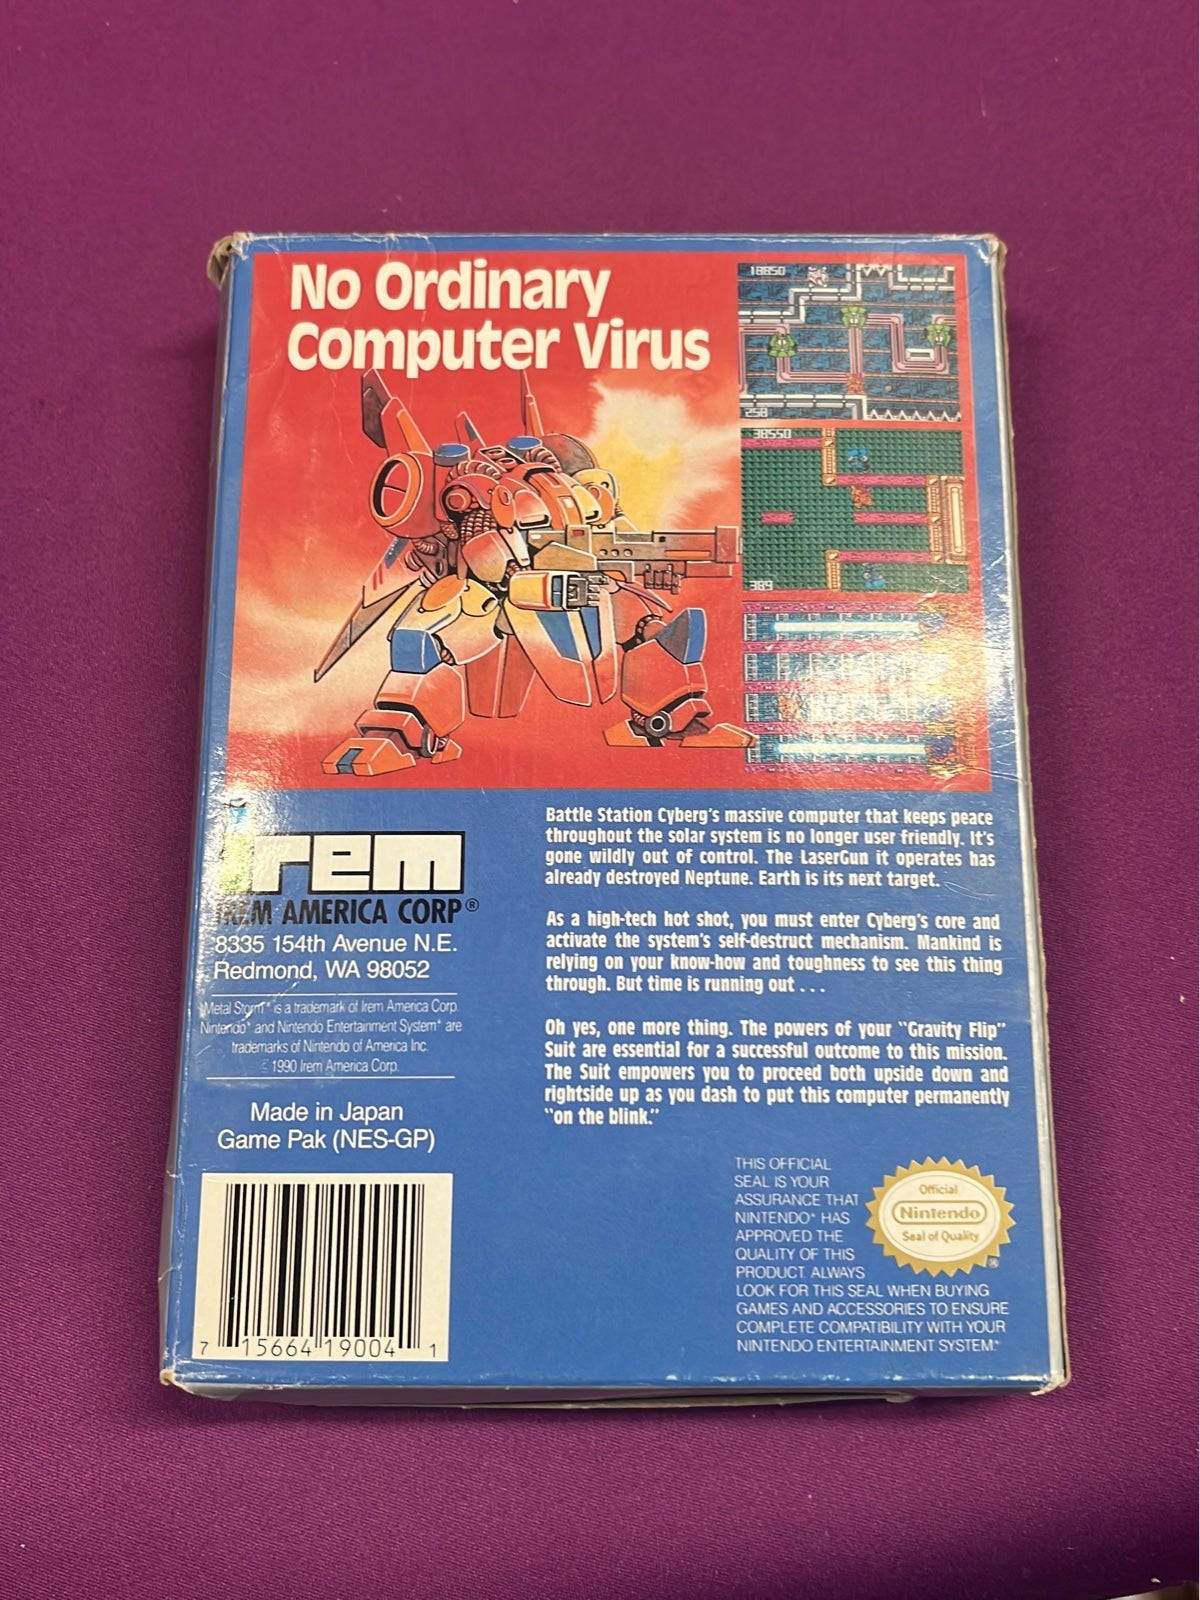 No Ordinary
Computer Virus
18850
258
38550
389
Battle Station Cyberg's massive computer that keeps peace
throughout the solar system is no longer user friendly. It's
gone wildly out of control. The LaserGun it operates has
already destroyed Neptune. Earth is its next target.
As a high-tech hot shot, you must enter Cyberg's core and
activate the system's self-destruct mechanism. Mankind is
relying on your know-how and toughness to see this thing
through. But time is running out . . .
Oh yes, one more thing. The powers of your "Gravity Flip"
Suit are essential for a successful outcome to this mission.
The Suit empowers you to proceed both upside down and
rightside up as you dash to put this computer permanently
"on the blink."
irem
IREM AMERICA CORP®
8335 154th Avenue N.E.
Redmond, WA 98052
Metal Storm™ is a trademark of Irem America Corp.
Nintendo® and Nintendo Entertainment System® are
trademarks of Nintendo of America Inc.
© 1990 Irem America Corp.
Made in Japan
Game Pak (NES-GP)
7 15664 19004 1
THIS OFFICIAL
SEAL IS YOUR
ASSURANCE THAT
NINTENDO® HAS
APPROVED THE
QUALITY OF THIS
PRODUCT. ALWAYS
LOOK FOR THIS SEAL WHEN BUYING
GAMES AND ACCESSORIES TO ENSURE
COMPLETE COMPATIBILITY WITH YOUR
NINTENDO ENTERTAINMENT SYSTEM®
Official
Nintendo
Seal of Quality
®